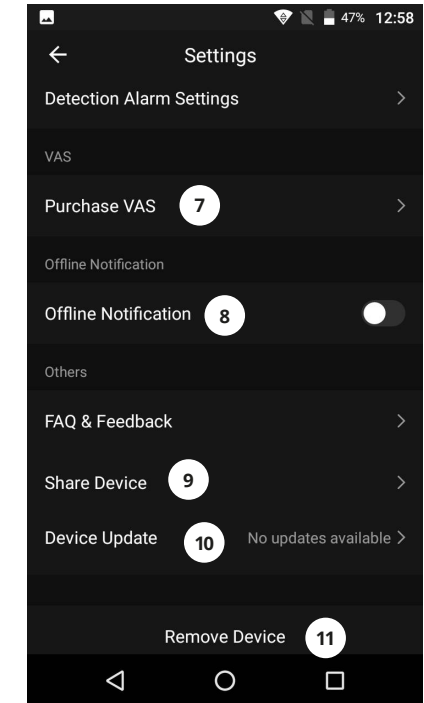 47% 12:58
Settings
Detection Alarm Settings
VAS
Purchase VAS 7
Offline Notification
Offline Notification 8
Others
FAQ & Feedback
Share Device 9
Device Update 10 No updates available
Remove Device 11